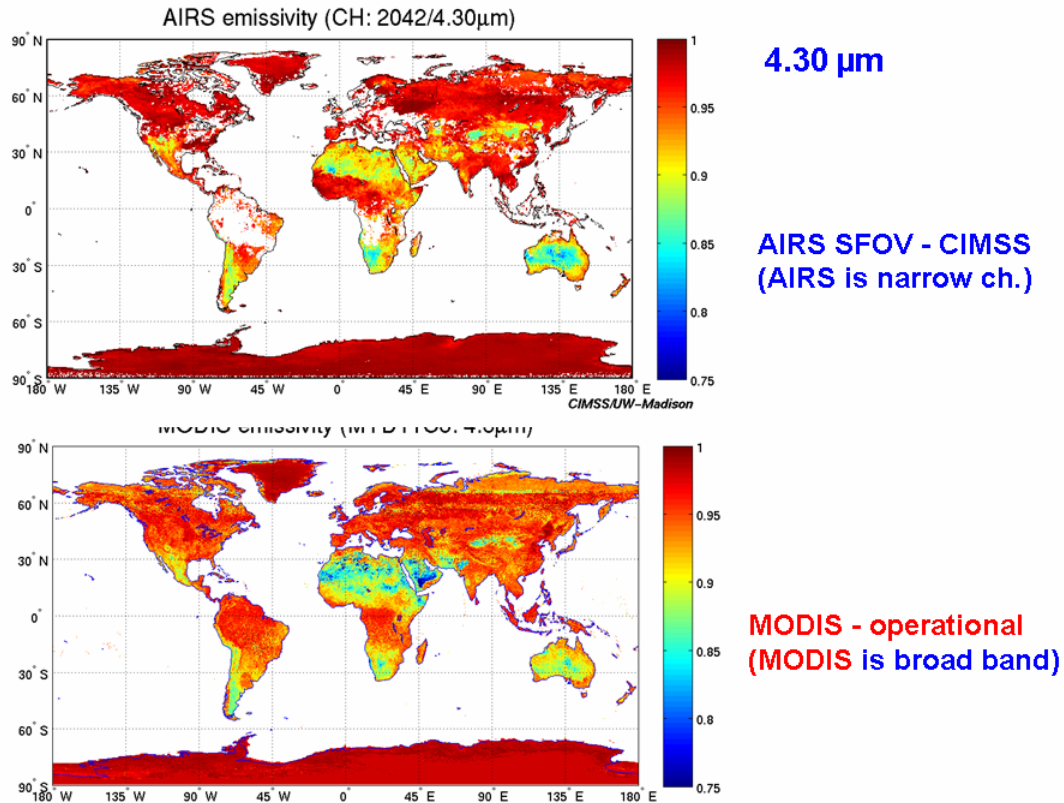 AIRS emissivity (CH: 2042/4.30μm)
90° N
60° N
30° N
0°
30° S
60° S
90° S
180° W 135° W 90° W 45° W 0 45° E 90° E 135° E 180° E
1
0.95
0.9
0.85
0.8
0.75
CIMSS/UW-Madison
4.30 μm
AIRS SFOV - CIMSS
(AIRS is narrow ch.)
MODIS emissivity
90° N
60° N
30° N
0°
30° S
60° S
90° S
180° W 135° W 90° W 45° W 0 45° E 90° E 135° E 180° E
1
0.95
0.9
0.85
0.8
0.75
MODIS - operational
(MODIS is broad band)